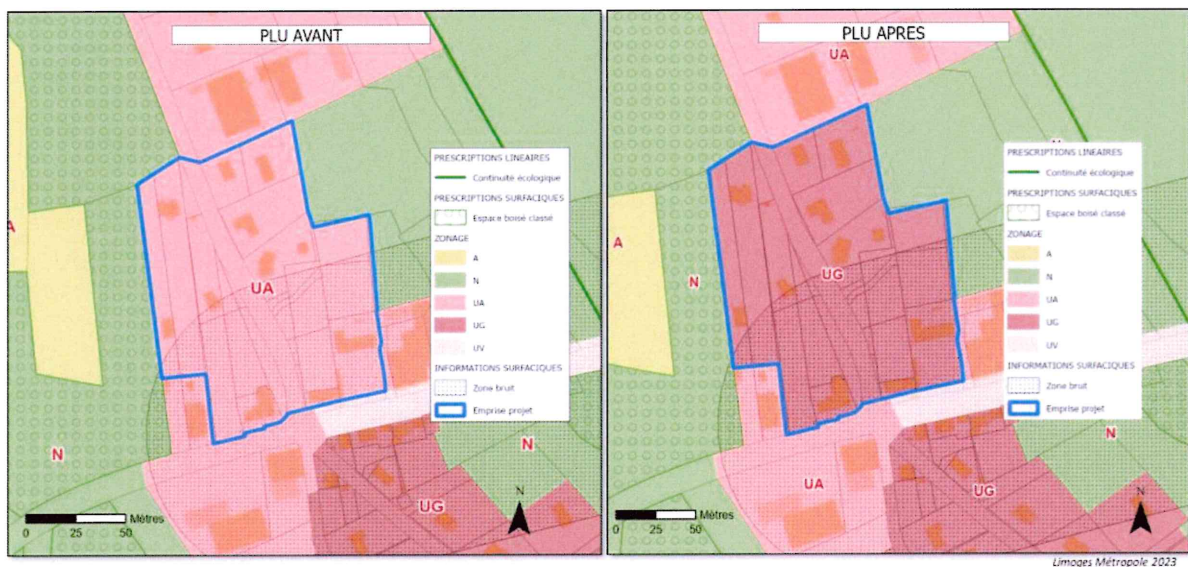 PLU AVANT
PRESCRIPTIONS LINEAIRES
Continuité écologique
PRESCRIPTIONS SURFACIQUES
Espace boisé classé
ZONAGE
A
N
UA
UG
UV
INFORMATIONS SURFACIQUES
Zone bruit
Emprise projet
A
UA
N
N
UG
N
Mètres
0 25 50
PLU APRES
UA
PRESCRIPTIONS LINEAIRES
Continuité écologique
PRESCRIPTIONS SURFACIQUES
Espace boisé classé
ZONAGE
A
N
UA
UG
UV
INFORMATIONS SURFACIQUES
Zone bruit
Emprise projet
A
N
UG
N
UA
UG
N
Mètres
0 25 50
Limoges Métropole 2023